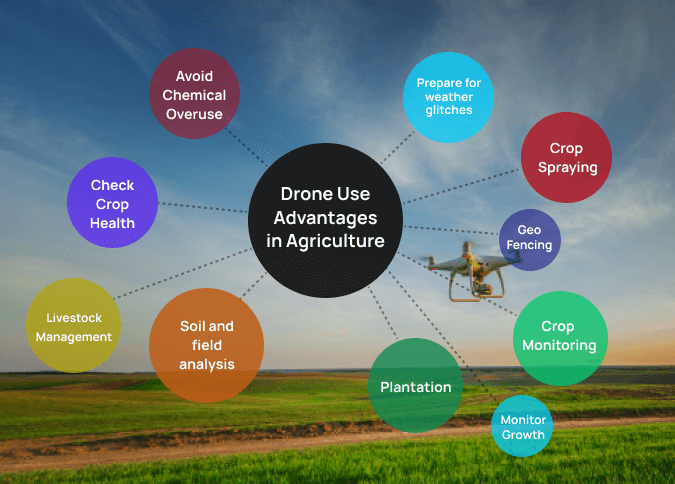 Avoid
Chemical
Overuse
Prepare for
weather
glitches
Crop
Spraying
Check
Crop
Health
Drone Use
Advantages
in Agriculture
Geo
Fencing
Livestock
Management
Soil and
field
analysis
Crop
Monitoring
Plantation
Monitor
Growth